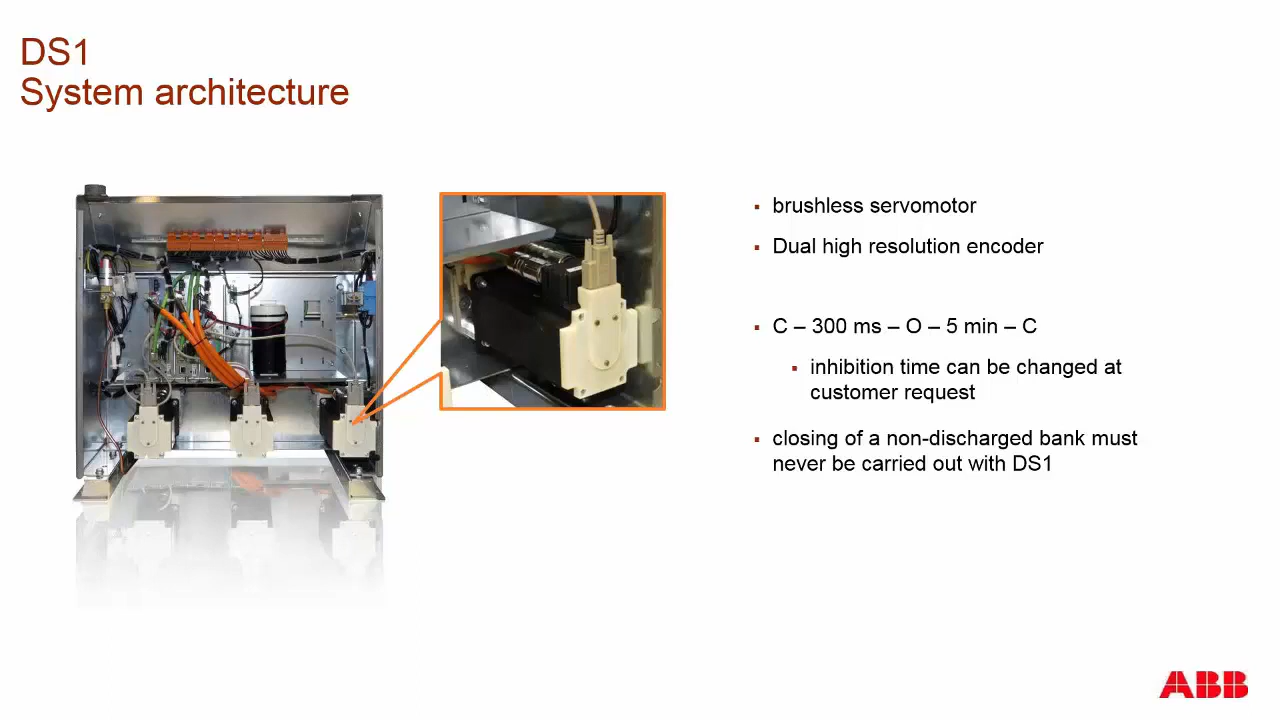 DS1
System architecture
brushless servomotor
Dual high resolution encoder
C – 300 ms – O – 5 min – C
inhibition time can be changed at
customer request
closing of a non-discharged bank must
never be carried out with DS1
ABB